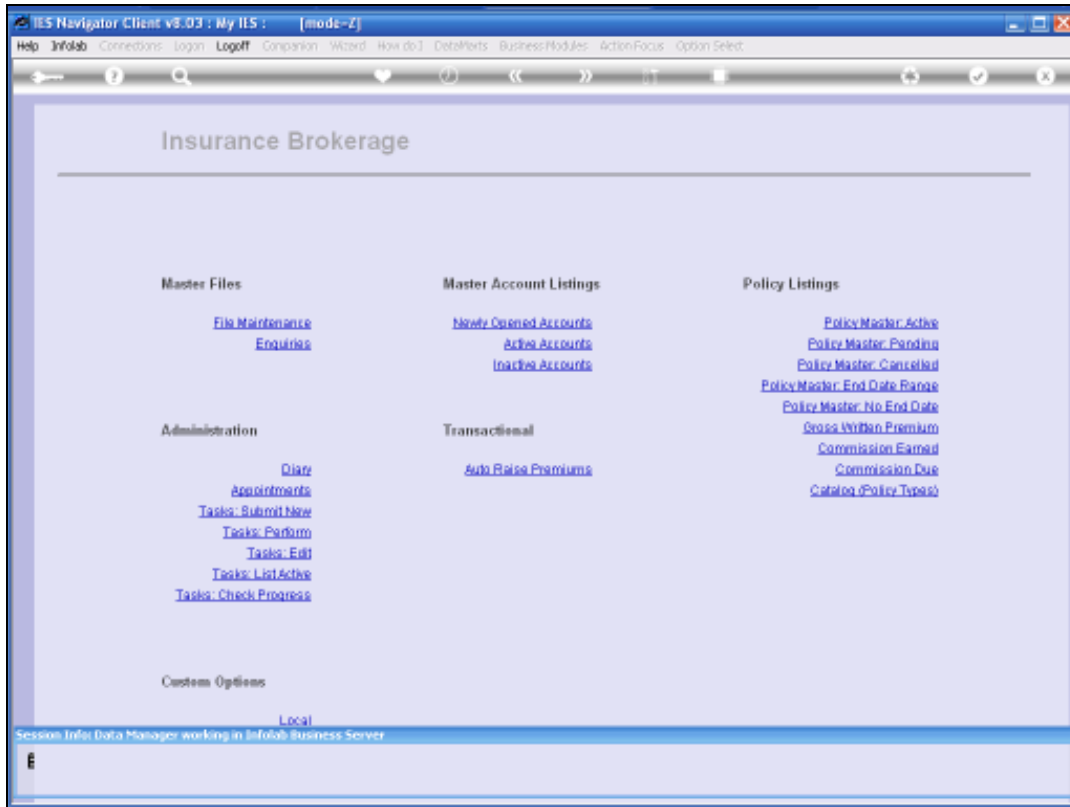 IES Navigator Client v8.03 : My IES :     [mode=Z]
Help Infolab Connections Logon Logoff Companion Wizard How do I DataAlerts Business Modules Action Focus Option Select
Insurance Brokerage
Master Files
File Maintenance
Enquiries
Master Account Listings
Newly Opened Accounts
Active Accounts
Inactive Accounts
Policy Listings
Policy Master: Active
Policy Master: Pending
Policy Master: Cancelled
Policy Master: End Date Range
Policy Master: No End Date
Gross Written Premium
Commission Earned
Commission Due
Catalog (Policy Types)
Administration
Diary
Appointments
Tasks: Submit New
Tasks: Perform
Tasks: Edit
Tasks: List Active
Tasks: Check Progress
Transactional
Auto Raise Premiums
Custom Options
Local
Session Info: Data Manager working in Infolab Business Server